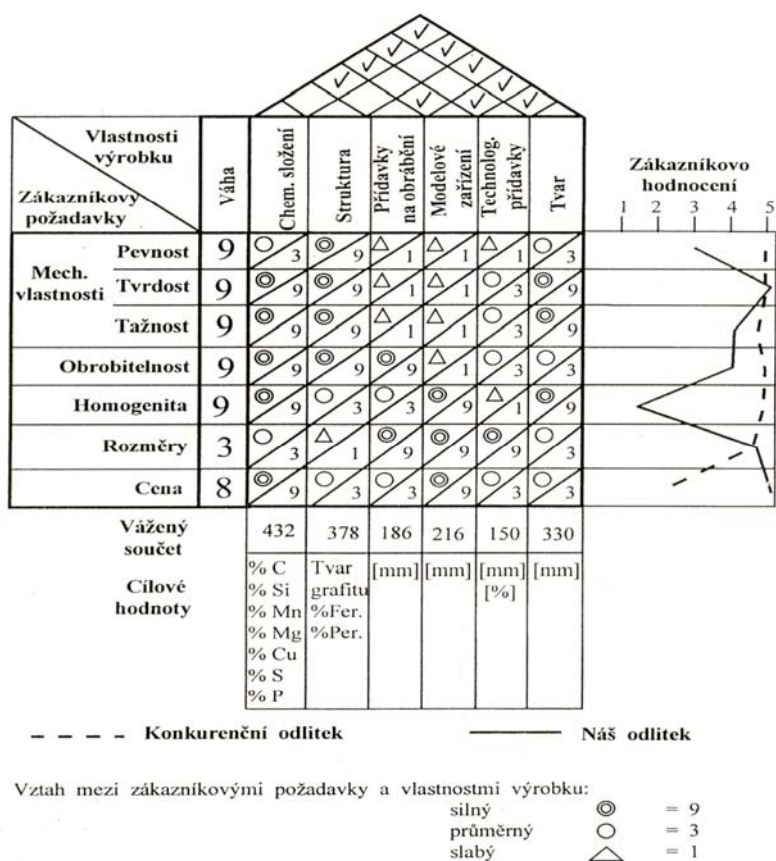 Vlastnosti
výrobku
Zákazníkovy
požadavky
Váha
Chem. složení
Struktura
Přídavky
na obrábění
Modelové
zařízení
Technolog.
přídavky
Tvar
Zákazníkovo
hodnocení
1 2 3 4 5
Mech.
vlastnosti
Pevnost 9 3 9 1 1 1 3
Tvrdost 9 9 9 1 1 3 9
Tažnost 9 9 9 1 1 3 9
Obrobitelnost 9 9 9 9 1 3 3
Homogenita 9 9 3 3 9 1 9
Rozměry 3 3 1 9 9 9 3
Cena 8 9 3 3 9 3 3
Vážený
součet
432 378 186 216 150 330
Cílové
hodnoty
% C
% Si
% Mn
% Mg
% Cu
% S
% P
Tvar
grafitu
%Fer.
%Per.
[mm]
[mm]
[mm]
[%]
[mm]
Konkurenční odlitek
Náš odlitek
Vztah mezi zákazníkovými požadavky a vlastnostmi výrobku:
silný = 9
průměrný = 3
slabý = 1